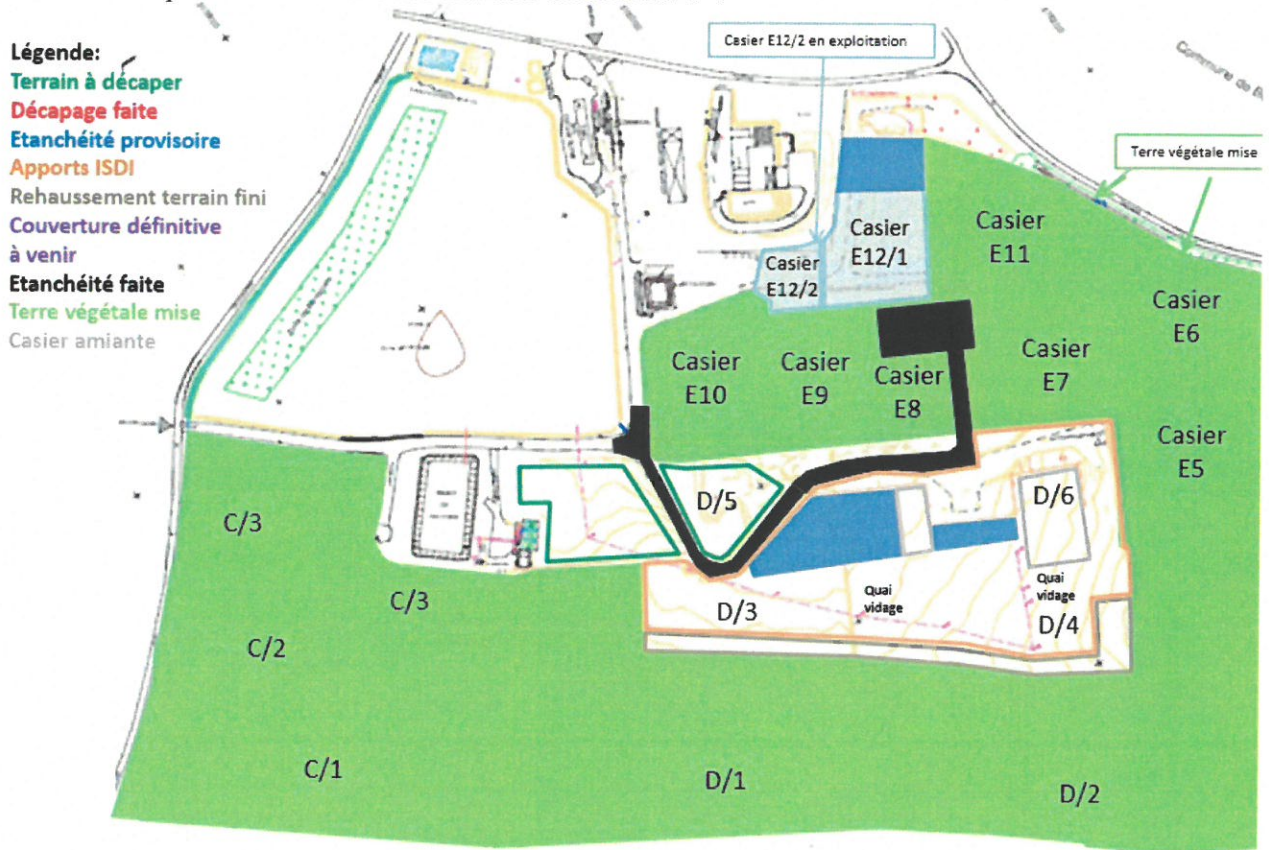 Légende:
Terrain à décaper
Décapage faite
Etanchéité provisoire
Apports ISDI
Rehaussement terrain fini
Couverture définitive
à venir
Etanchéité faite
Terre végétale mise
Casier amiante
Casier E12/2 en exploitation
Commune de
Terre végétale mise
Casier
E12/1
Casier
E12/2
Casier
E11
Casier
E6
Casier
E10
Casier
E9
Casier
E8
Casier
E7
Casier
E5
C/3
D/5
D/6
C/3
D/3
Quai
vidage
Quai
vidage
D/4
C/2
C/1
D/1
D/2